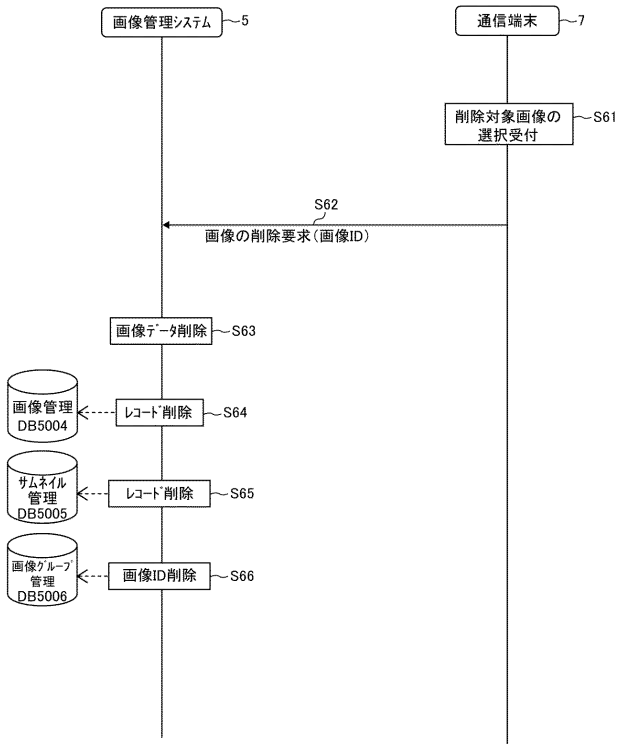 画像管理ｼｽﾃﾑ 5
通信端末 7
削除対象画像の
選択受付
S61
S62
画像の削除要求（画像ID）
画像ﾃﾞｰﾀ削除 S63
画像管理
DB5004
ﾚｺｰﾄﾞ削除 S64
ｻﾑﾈｲﾙ
管理
DB5005
ﾚｺｰﾄﾞ削除 S65
画像ｸﾞﾙｰﾌﾟ
管理
DB5006
画像ID削除 S66